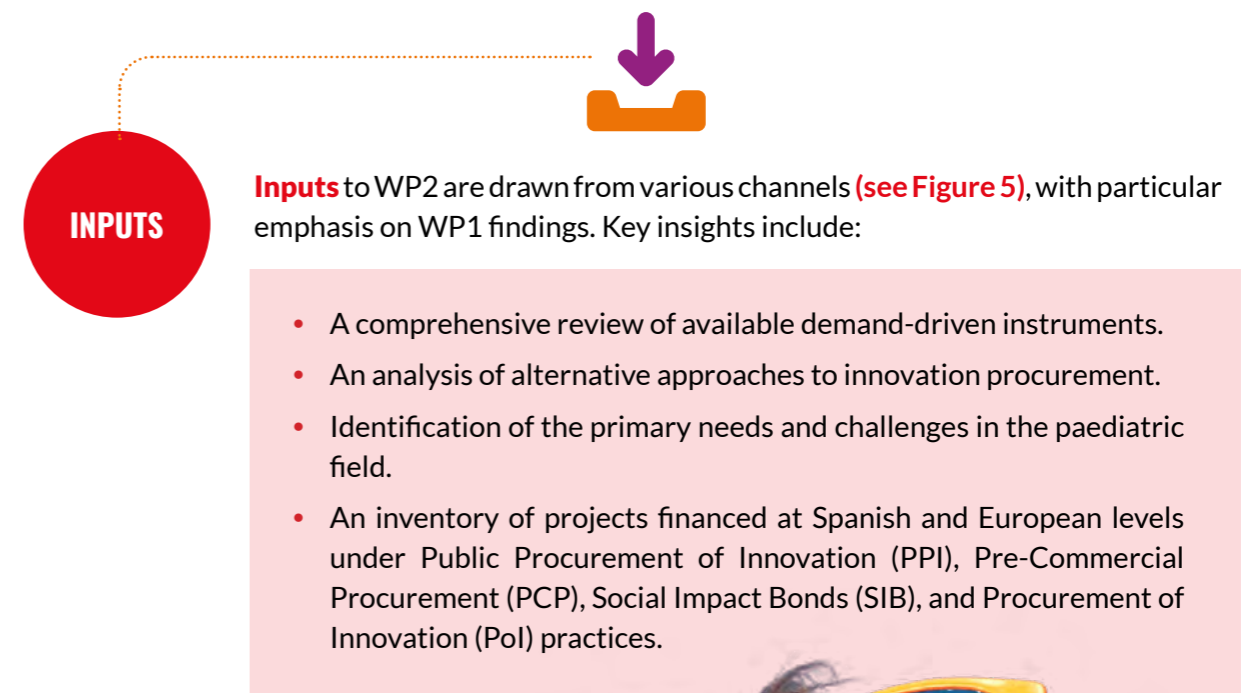 INPUTS
Inputs to WP2 are drawn from various channels (see Figure 5), with particular
emphasis on WP1 findings. Key insights include:
• A comprehensive review of available demand-driven instruments.
• An analysis of alternative approaches to innovation procurement.
• Identification of the primary needs and challenges in the paediatric
field.
• An inventory of projects financed at Spanish and European levels
under Public Procurement of Innovation (PPI), Pre-Commercial
Procurement (PCP), Social Impact Bonds (SIB), and Procurement of
Innovation (PoI) practices.